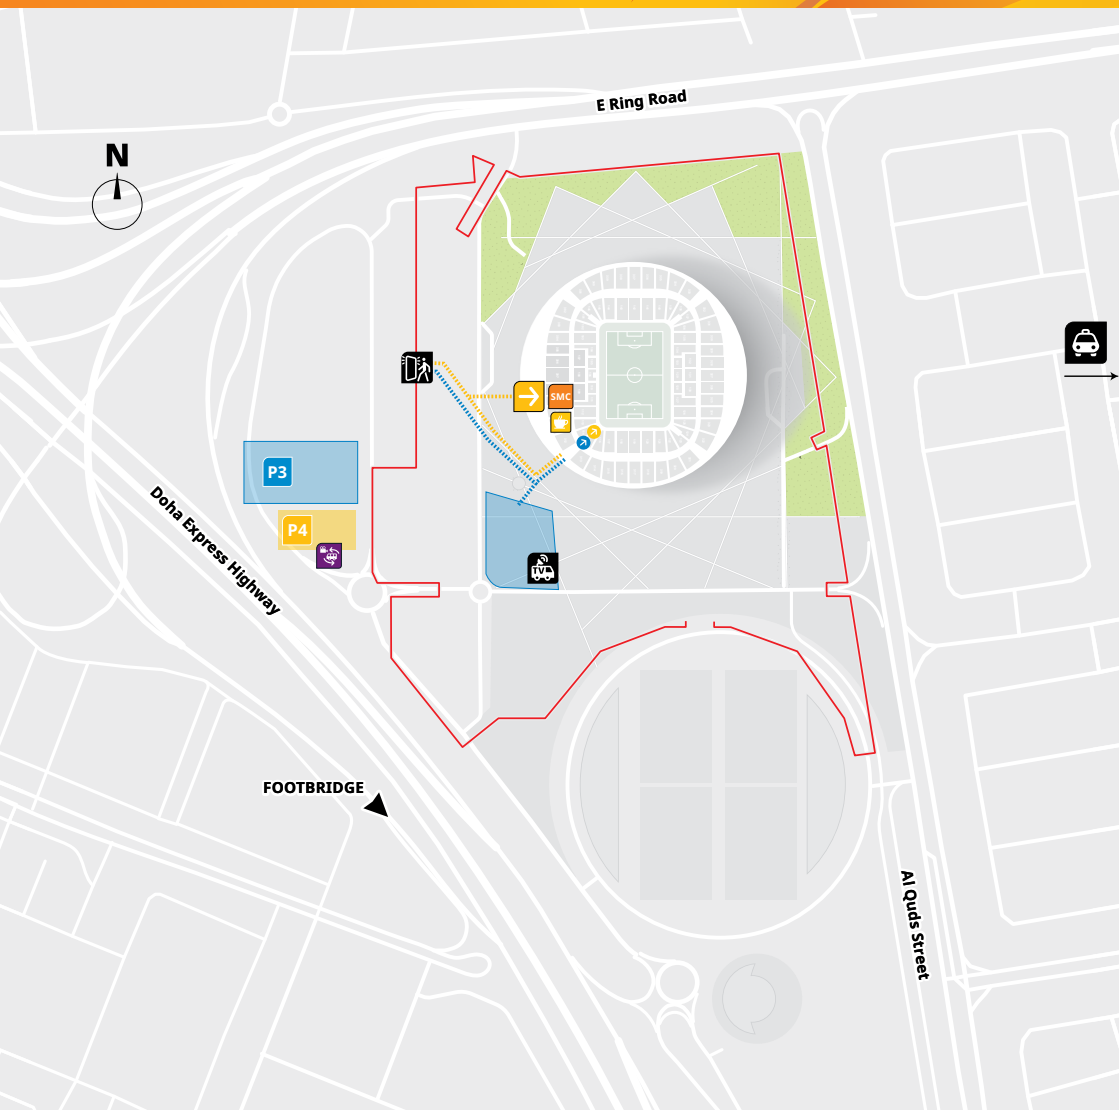 E Ring Road
N
SMC
P3
P4
Doha Express Highway
TV
FOOTBRIDGE
Al Quds Street